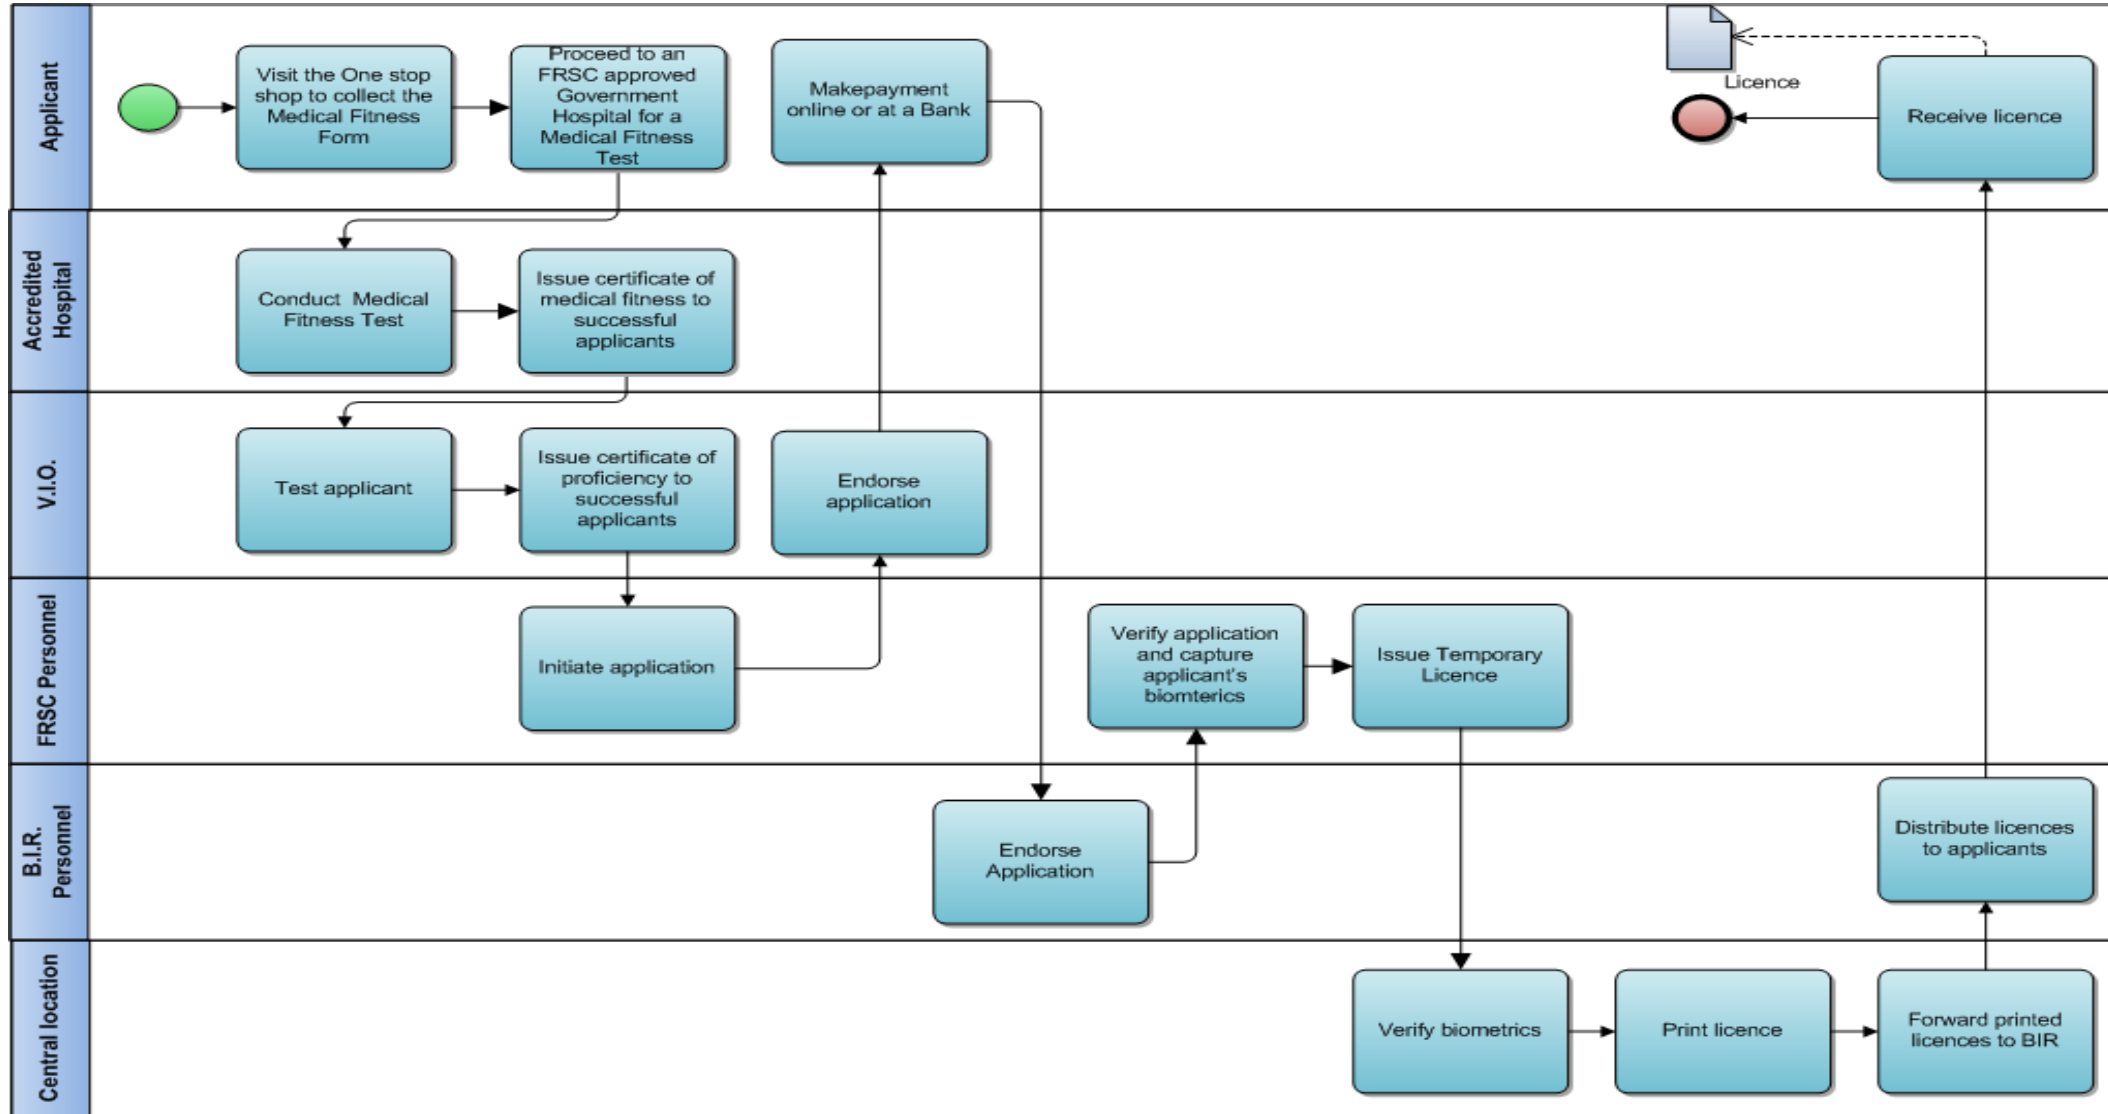 Applicant
Visit the One stop
shop to collect the
Medical Fitness
Form
Proceed to an
FRSC approved
Government
Hospital for a
Medical Fitness
Test
Makepayment
online or at a Bank
Licence
Receive licence
Accredited
Hospital
Conduct Medical
Fitness Test
Issue certificate of
medical fitness to
successful
applicants
V.I.O.
Test applicant
Issue certificate of
proficiency to
successful
applicants
Endorse
application
FRSC Personnel
Initiate application
Verify application
and capture
applicant's
biomterics
Issue Temporary
Licence
B.I.R.
Personnel
Endorse
Application
Distribute licences
to applicants
Central location
Verify biometrics
Print licence
Forward printed
licences to BIR